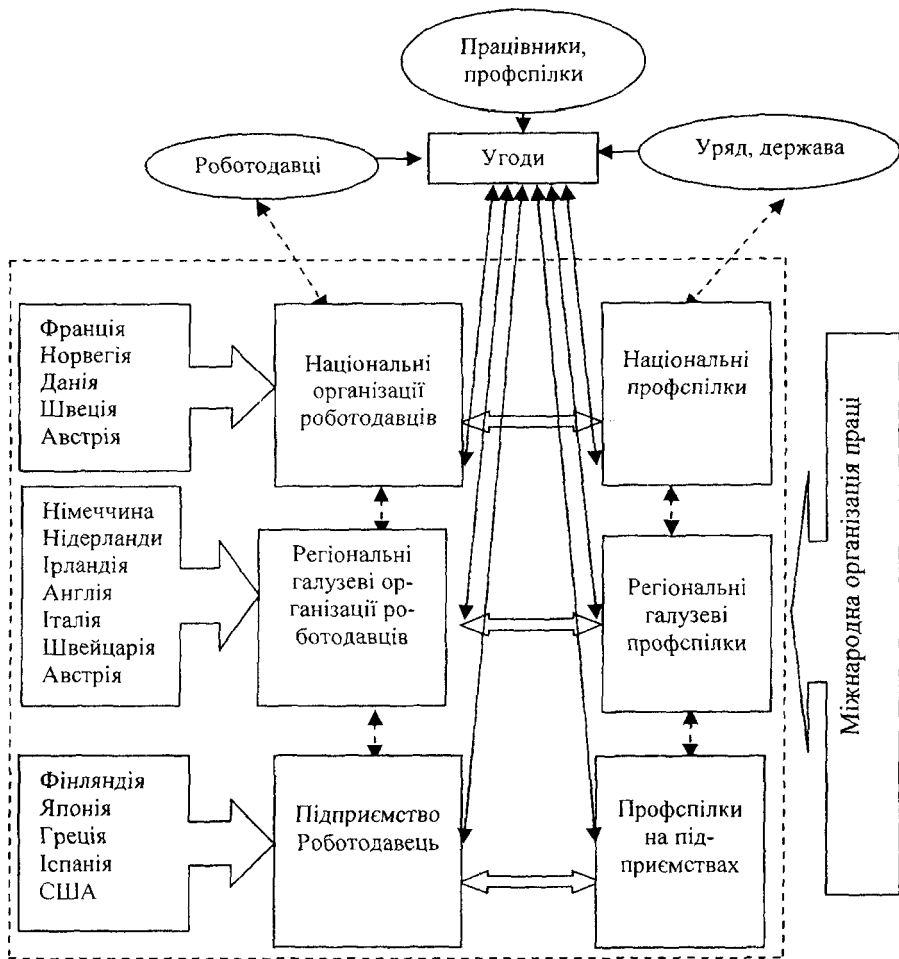 Працівники,
профспілки
Роботодавці
Угоди
Уряд, держава
Франція
Норвегія
Данія
Швеція
Австрія
Національні
організації
роботодавців
Національні
профспілки
Німеччина
Нідерланди
Ірландія
Англія
Італія
Швейцарія
Австрія
Регіональні
галузеві ор-
ганізації ро-
ботодавців
Регіональні
галузеві
профспілки
Фінляндія
Японія
Греція
Іспанія
США
Підприємство
Роботодавець
Профспілки
на під-
приємствах
Міжнародна організація праці